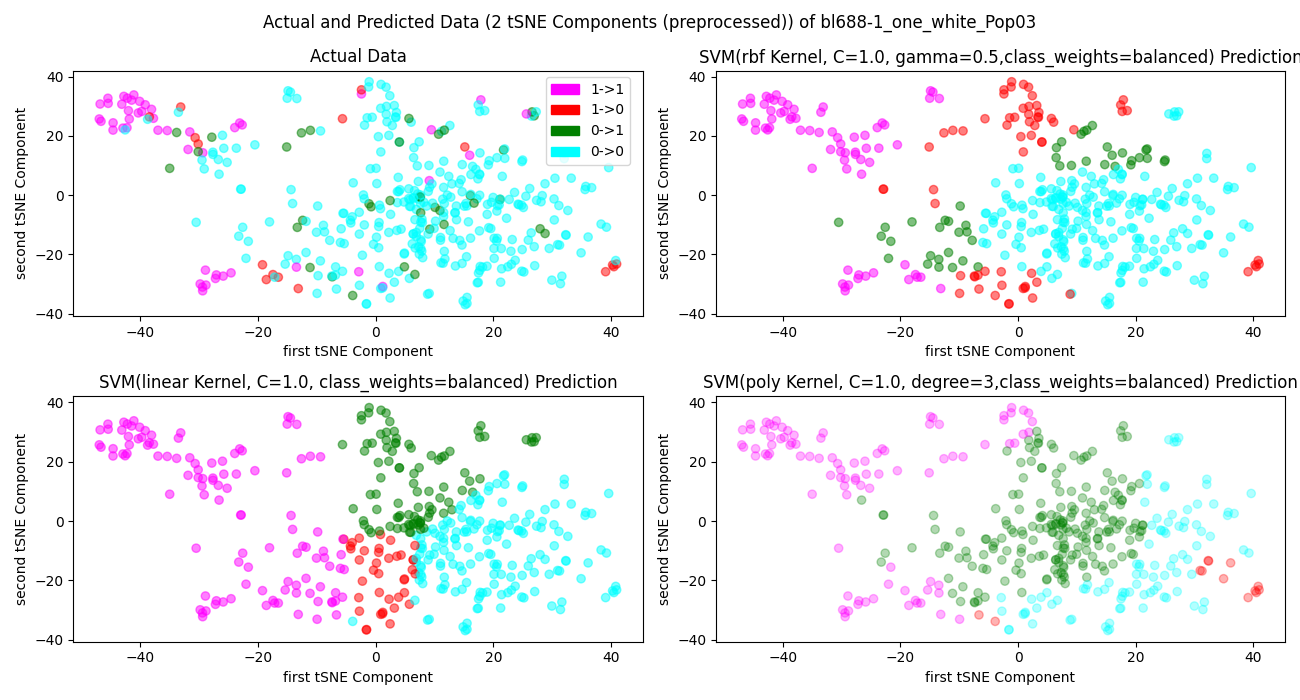 Actual and Predicted Data (2 tSNE Components (preprocessed)) of bl688-1_one_white_Pop03
Actual Data
40
20
0
−20
−40
second tSNE Component
−40 −20 0 20 40
first tSNE Component
1->1
1->0
0->1
0->0
SVM(rbf Kernel, C=1.0, gamma=0.5,class_weights=balanced) Prediction
40
20
0
−20
−40
second tSNE Component
−40 −20 0 20 40
first tSNE Component
SVM(linear Kernel, C=1.0, class_weights=balanced) Prediction
40
20
0
−20
−40
second tSNE Component
−40 −20 0 20 40
first tSNE Component
SVM(poly Kernel, C=1.0, degree=3,class_weights=balanced) Prediction
40
20
0
−20
−40
second tSNE Component
−40 −20 0 20 40
first tSNE Component